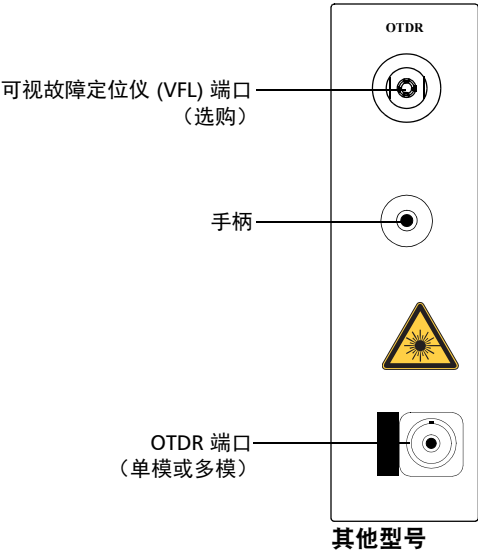 OTDR
可视故障定位仪 (VFL) 端口
（选购）
手柄
OTDR 端口
（单模或多模）
其他型号